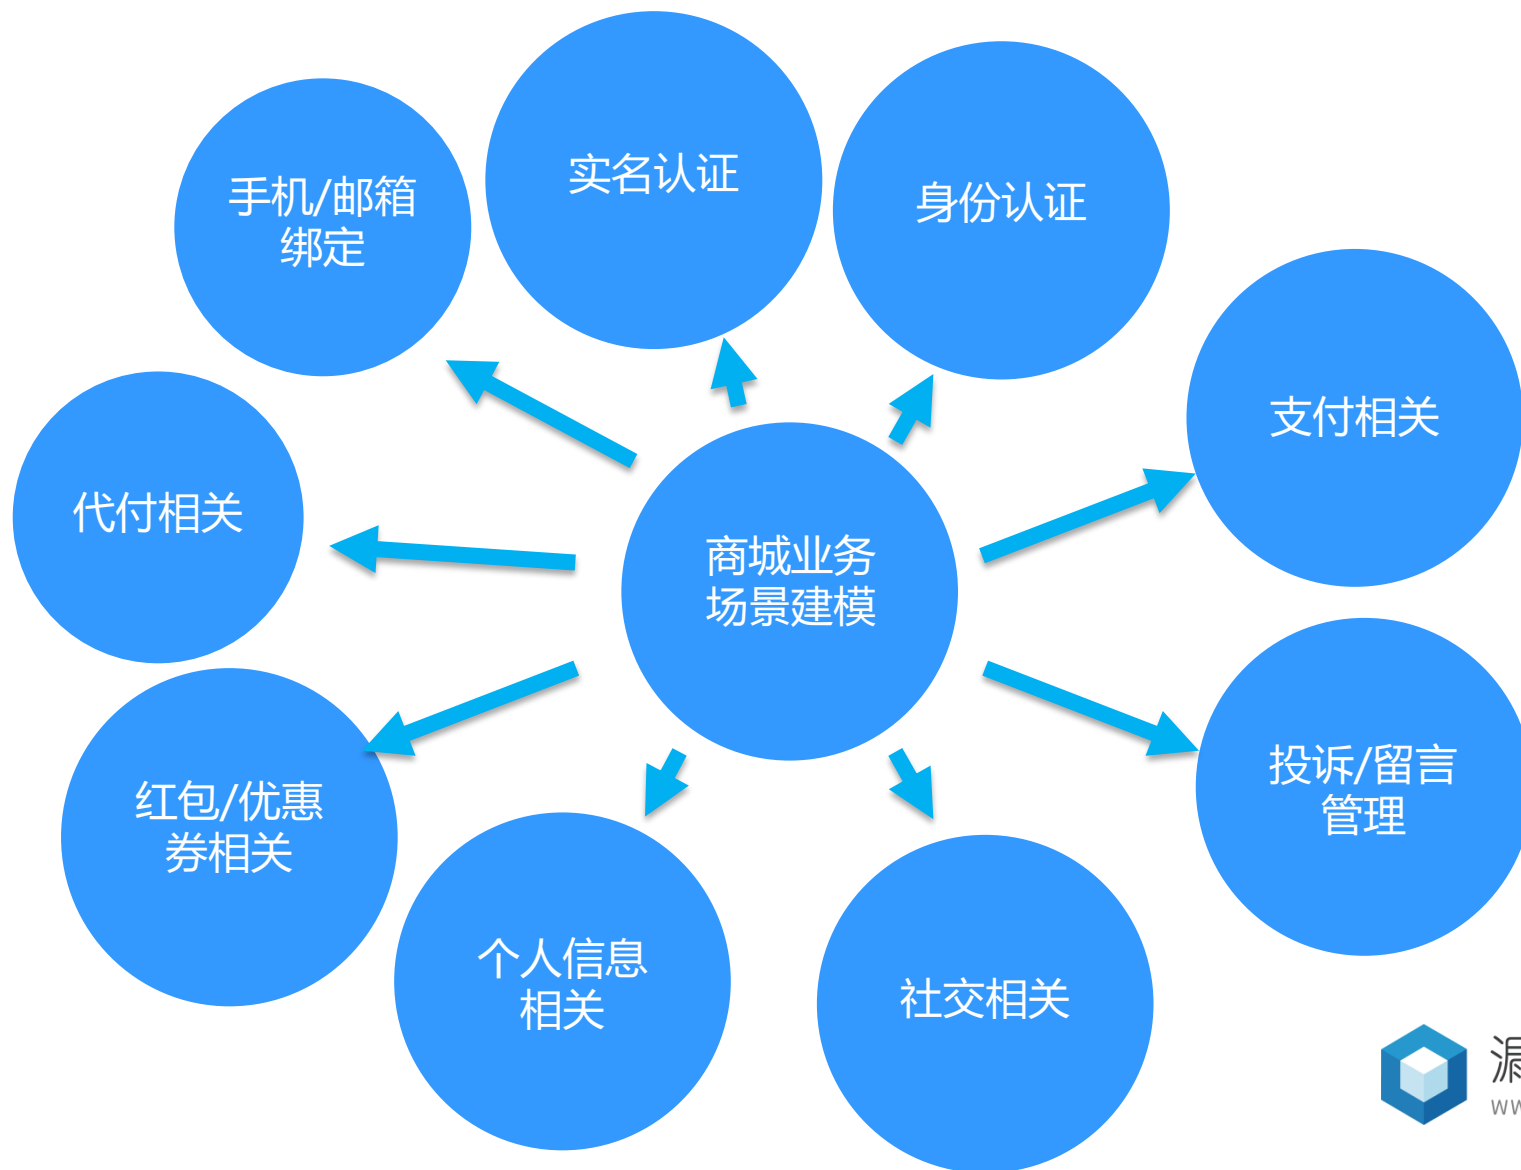 实名认证
身份认证
手机/邮箱
绑定
支付相关
代付相关
商城业务
场景建模
投诉/留言
管理
红包/优惠
券相关
个人信息
相关
社交相关